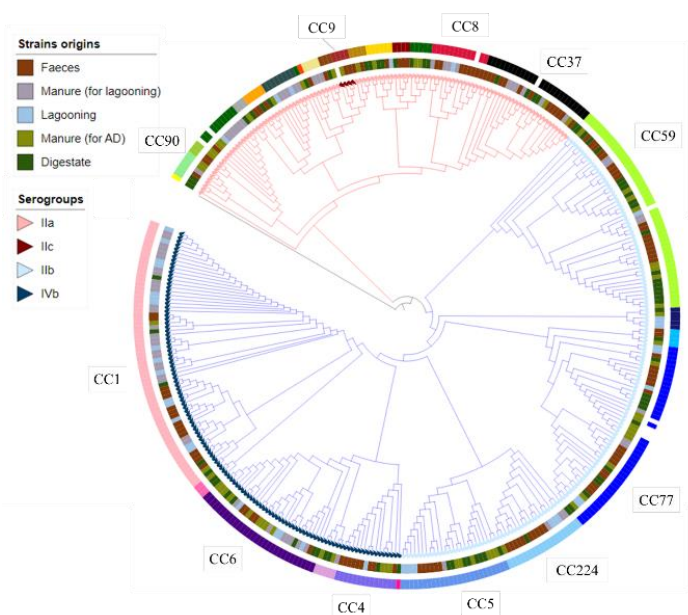 Strains origins
Faeces
Manure (for lagooning)
Lagooning
Manure (for AD)
Digestate
Serogroups
IIa
IIc
IIb
IVb
CC9
CC8
CC37
CC59
CC90
CC1
CC77
CC6
CC224
CC4
CC5